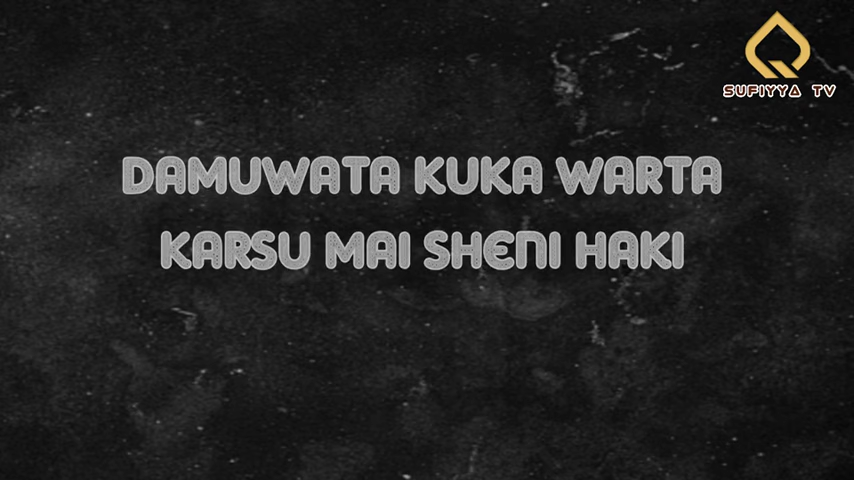 SUFIYYA TV
DAMUWATA KUKA WARTA
KARSU MAI SHENI HAKI